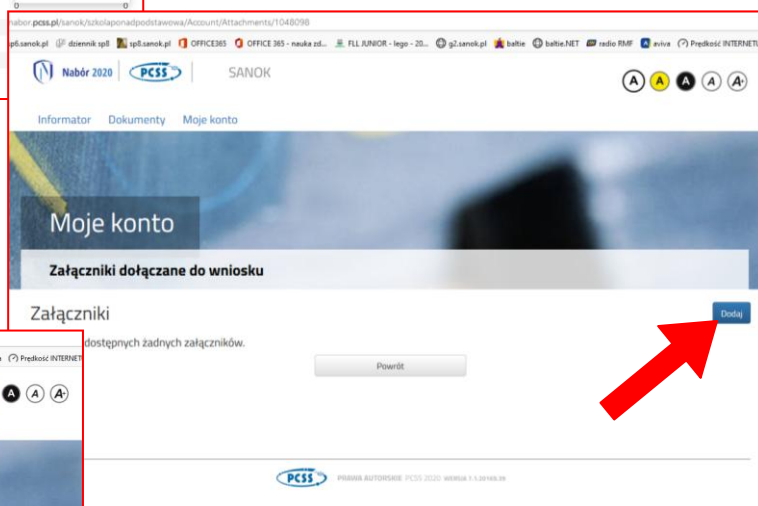 0 0
nabor.pcss.pl/sanok/szkolaponadpodstawowa/Account/Attachments/1048098
sp6.sanok.pl dziennik sp8 sp8.sanok.pl OFFICE365 OFFICE 365 - nauka zd... FLL JUNIOR - lego - 20... g2.sanok.pl baltie baltie.NET radio RMF aviva Prędkość INTERNETU
Nabór 2020 PCSS SANOK
A A A A A+
Informator Dokumenty Moje konto
Moje konto
Załączniki dołączane do wniosku
Załączniki
Dodaj
dostępnych żadnych załączników.
Powrót
Prędkość INTERNETU
A A A+
PCSS PRAWA AUTORSKIE PCSS 2020